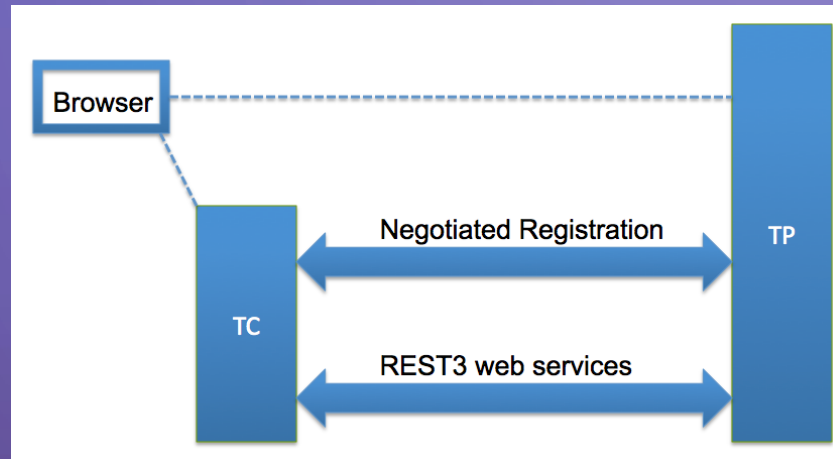 Browser
Negotiated Registration
TP
TC
REST3 web services